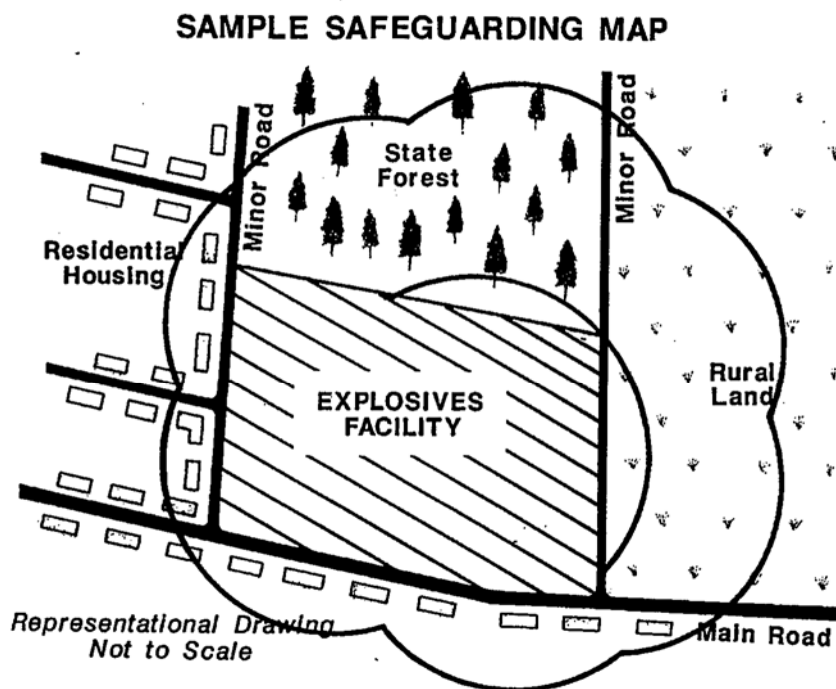 SAMPLE SAFEGUARDING MAP
Minor Road
State
Forest
Minor Road
Residential
Housing
EXPLOSIVES
FACILITY
Rural
Land
Representational Drawing
Not to Scale
Main Road